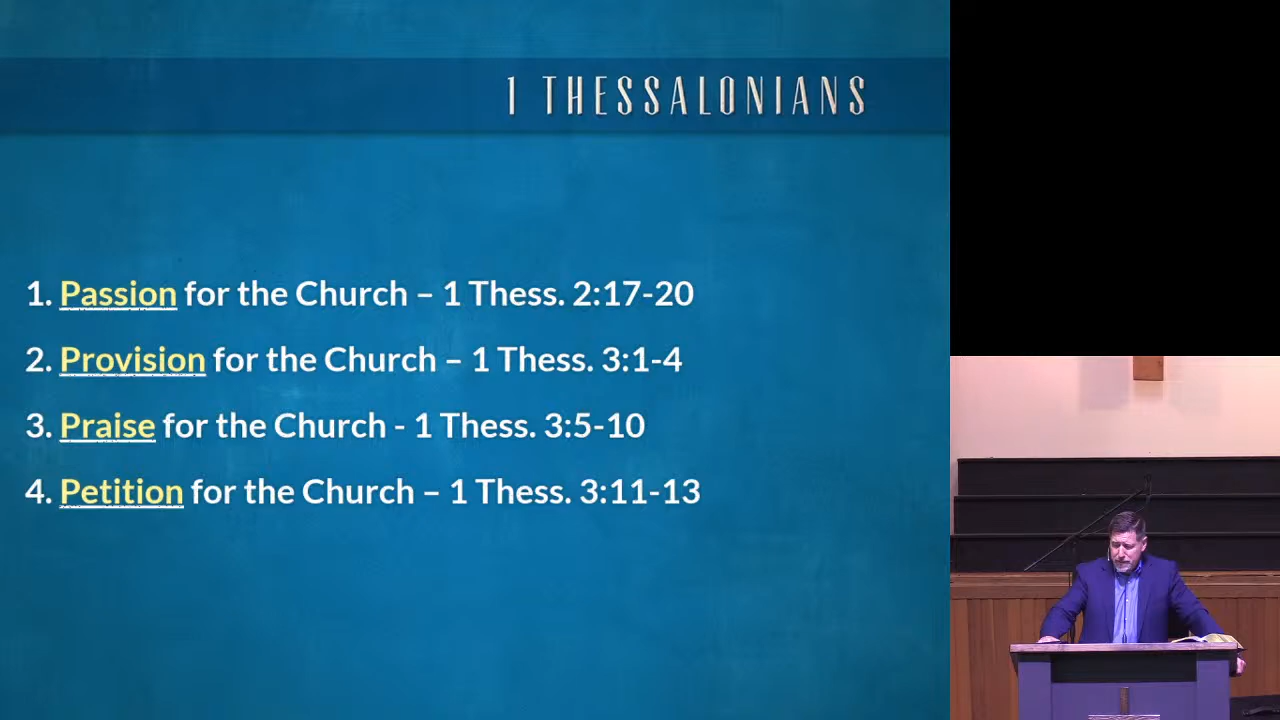 1 THESSALONIANS
1. Passion for the Church – 1 Thess. 2:17-20
2. Provision for the Church – 1 Thess. 3:1-4
3. Praise for the Church - 1 Thess. 3:5-10
4. Petition for the Church – 1 Thess. 3:11-13